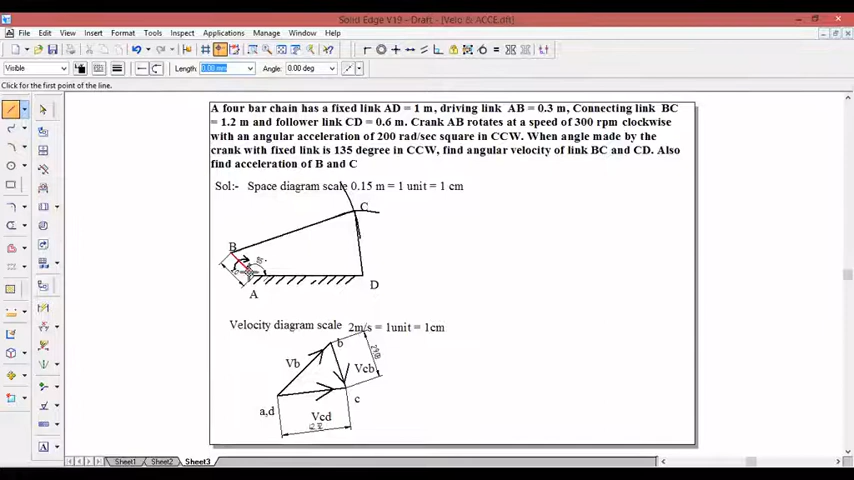 Solid Edge V19 - Draft - [Velo & ACCE.dft]
File Edit View Insert Format Tools Inspect Applications Manage Window Help
Visible Length: 0.00 mm Angle: 0.00 deg
Click for the first point of the line.
A four bar chain has a fixed link AD = 1 m, driving link AB = 0.3 m, Connecting link BC
= 1.2 m and follower link CD = 0.6 m. Crank AB rotates at a speed of 300 rpm clockwise
with an angular acceleration of 200 rad/sec square in CCW. When angle made by the
crank with fixed link is 135 degree in CCW, find angular velocity of link BC and CD. Also
find acceleration of B and C
Sol:- Space diagram scale 0.15 m = 1 unit = 1 cm
C
B
A
D
Velocity diagram scale 2m/s = 1unit = 1cm
b
Vb
Vcb
c
a,d
Vcd
Sheet1 Sheet2 Sheet3